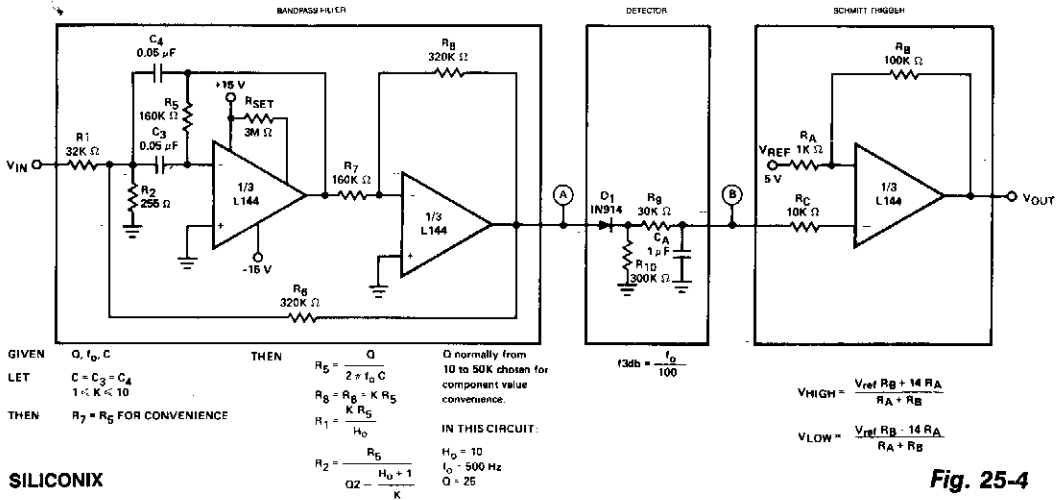 BANDPASS FILTER
DETECTOR
SCHMITT TRIGGER
C4
0.05 µF
R8
320K Ω
RB
100K Ω
+15 V
R5
160K Ω
RSET
3M Ω
R1
32K Ω
C3
0.05 µF
VIN
R2
255 Ω
1/3
L144
-15 V
R7
160K Ω
1/3
L144
A
D1
IN914
R9
30K Ω
CA
1 µF
R10
300K Ω
B
VREF
5 V
RA
1K Ω
RC
10K Ω
1/3
L144
VOUT
R6
320K Ω
GIVEN Q, fo, C
LET C = C3 = C4
1 ≤ K ≤ 10
THEN R7 = R5 FOR CONVENIENCE
THEN
R5 = Q / 2 π fo C
R8 = R6 = K R5
R1 = K R5 / Ho
R2 = R5 / Q2 - Ho + 1 / K
Q normally from
10 to 50K chosen for
component value
convenience.
IN THIS CIRCUIT:
Ho = 10
fo = 500 Hz
Q = 25
f3db = fo / 100
VHIGH = Vref RB + 14 RA / RA + RB
VLOW = Vref RB - 14 RA / RA + RB
SILICONIX
Fig. 25-4